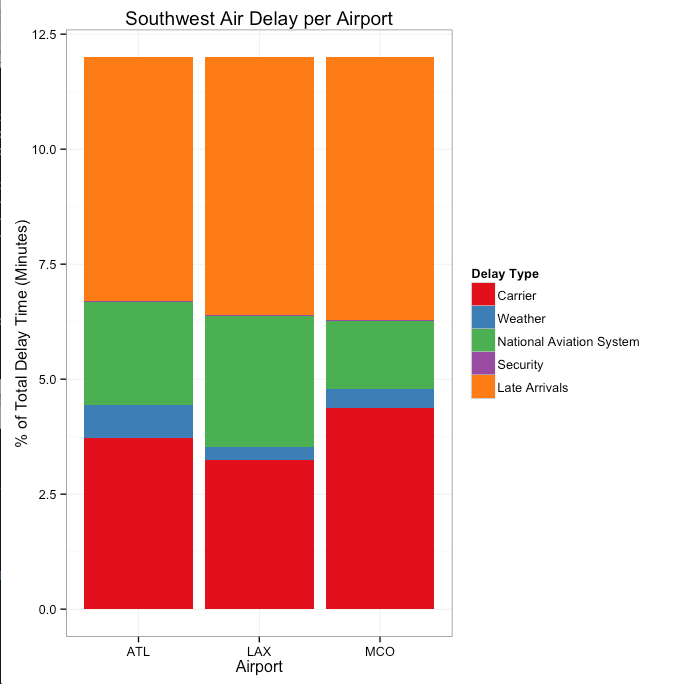 Southwest Air Delay per Airport
12.5
10.0
7.5
5.0
2.5
0.0
% of Total Delay Time (Minutes)
ATL LAX MCO
Airport
Delay Type
Carrier
Weather
National Aviation System
Security
Late Arrivals